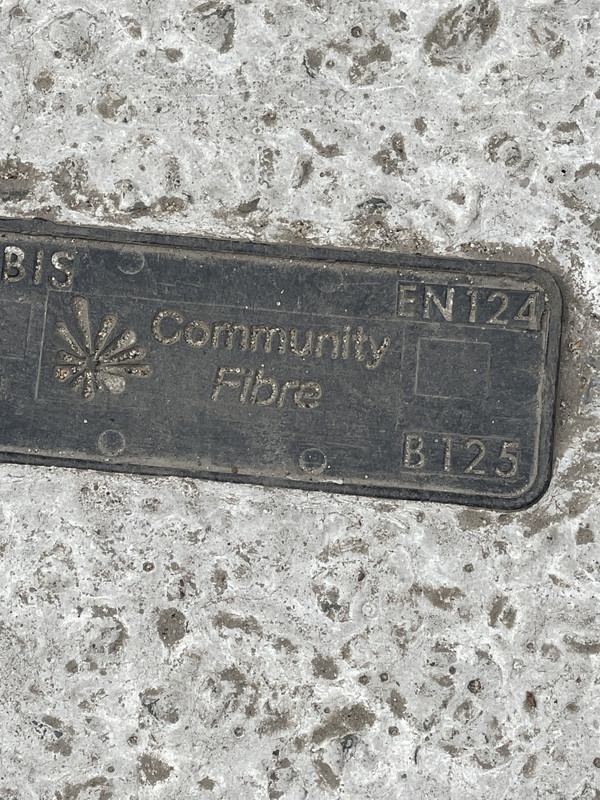 BIS
EN124
Community
Fibre
B125